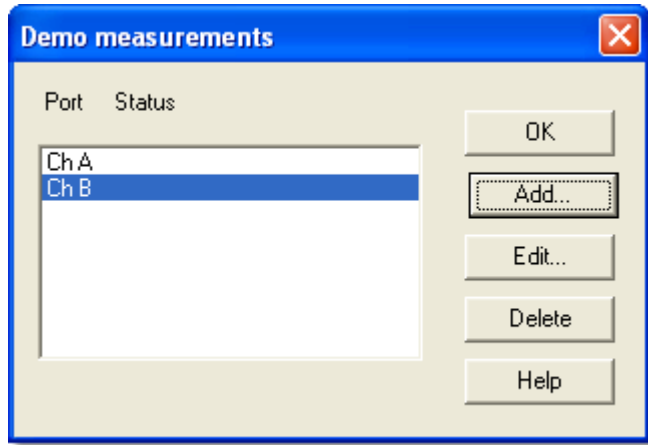 Demo measurements
Port Status
Ch A
Ch B
OK
Add...
Edit...
Delete
Help